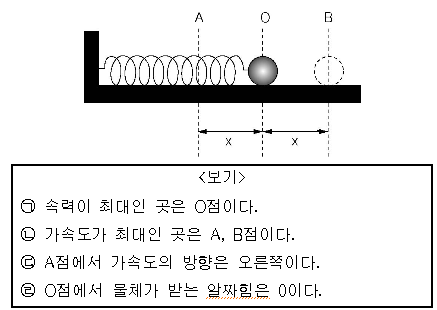 A O B
x x
<보기>
㉠ 속력이 최대인 곳은 O점이다.
㉡ 가속도가 최대인 곳은 A, B점이다.
㉢ A점에서 가속도의 방향은 오른쪽이다.
㉣ O점에서 물체가 받는 알짜힘은 0이다.